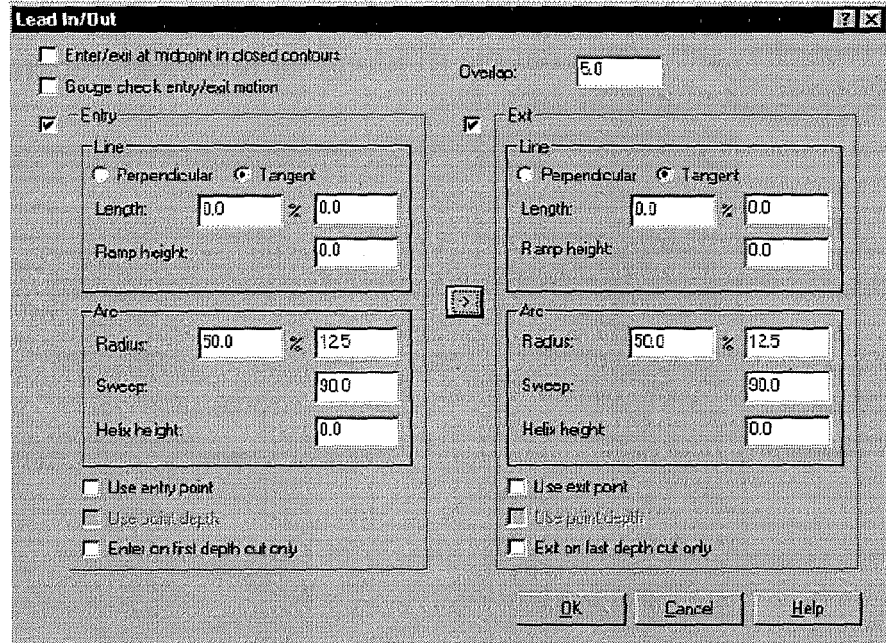 Lead In/Out
Enter/exit at midpoint in closed contours
Gouge check entry/exit motion
Overlap: 5.0
Entry
Line
Perpendicular Tangent
Length: 0.0 % 0.0
Ramp height: 0.0
Arc
Radius: 50.0 % 12.5
Sweep: 90.0
Helix height: 0.0
Use entry point
Use point depth
Enter on first depth cut only
>
Exit
Line
Perpendicular Tangent
Length: 0.0 % 0.0
Ramp height: 0.0
Arc
Radius: 50.0 % 12.5
Sweep: 90.0
Helix height: 0.0
Use exit point
Use point depth
Exit on last depth cut only
OK Cancel Help